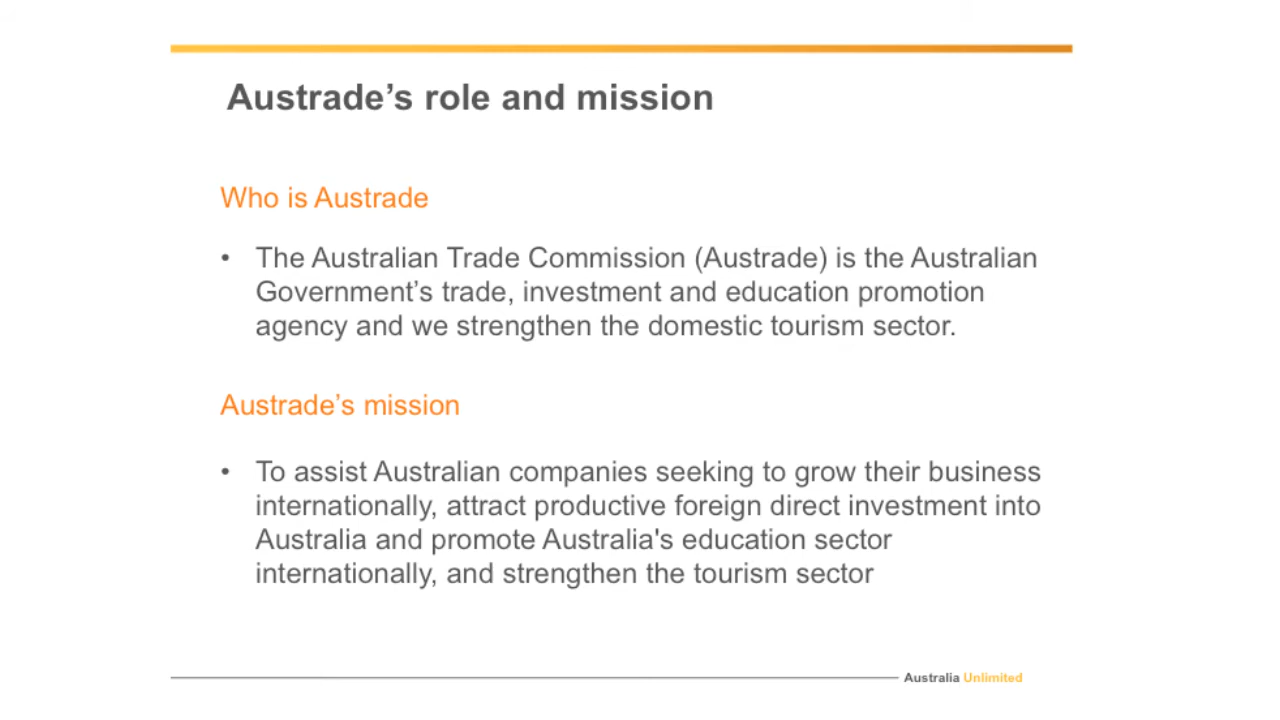 Austrade’s role and mission
Who is Austrade
• The Australian Trade Commission (Austrade) is the Australian
Government’s trade, investment and education promotion
agency and we strengthen the domestic tourism sector.
Austrade’s mission
• To assist Australian companies seeking to grow their business
internationally, attract productive foreign direct investment into
Australia and promote Australia's education sector
internationally, and strengthen the tourism sector
Australia Unlimited